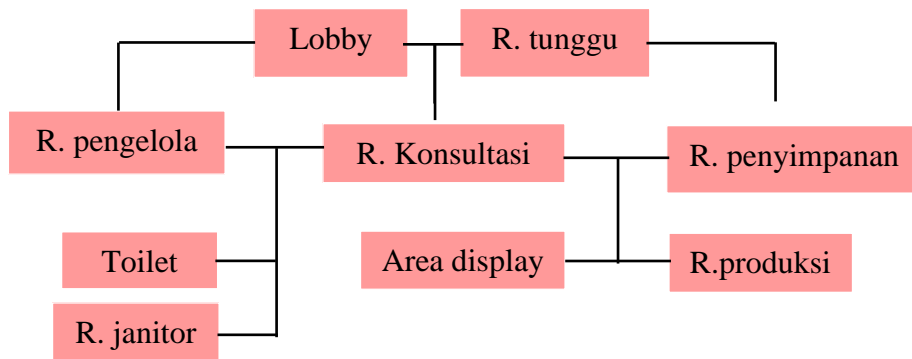 Lobby
R. tunggu
R. pengelola
R. Konsultasi
R. penyimpanan
Toilet
Area display
R.produksi
R. janitor